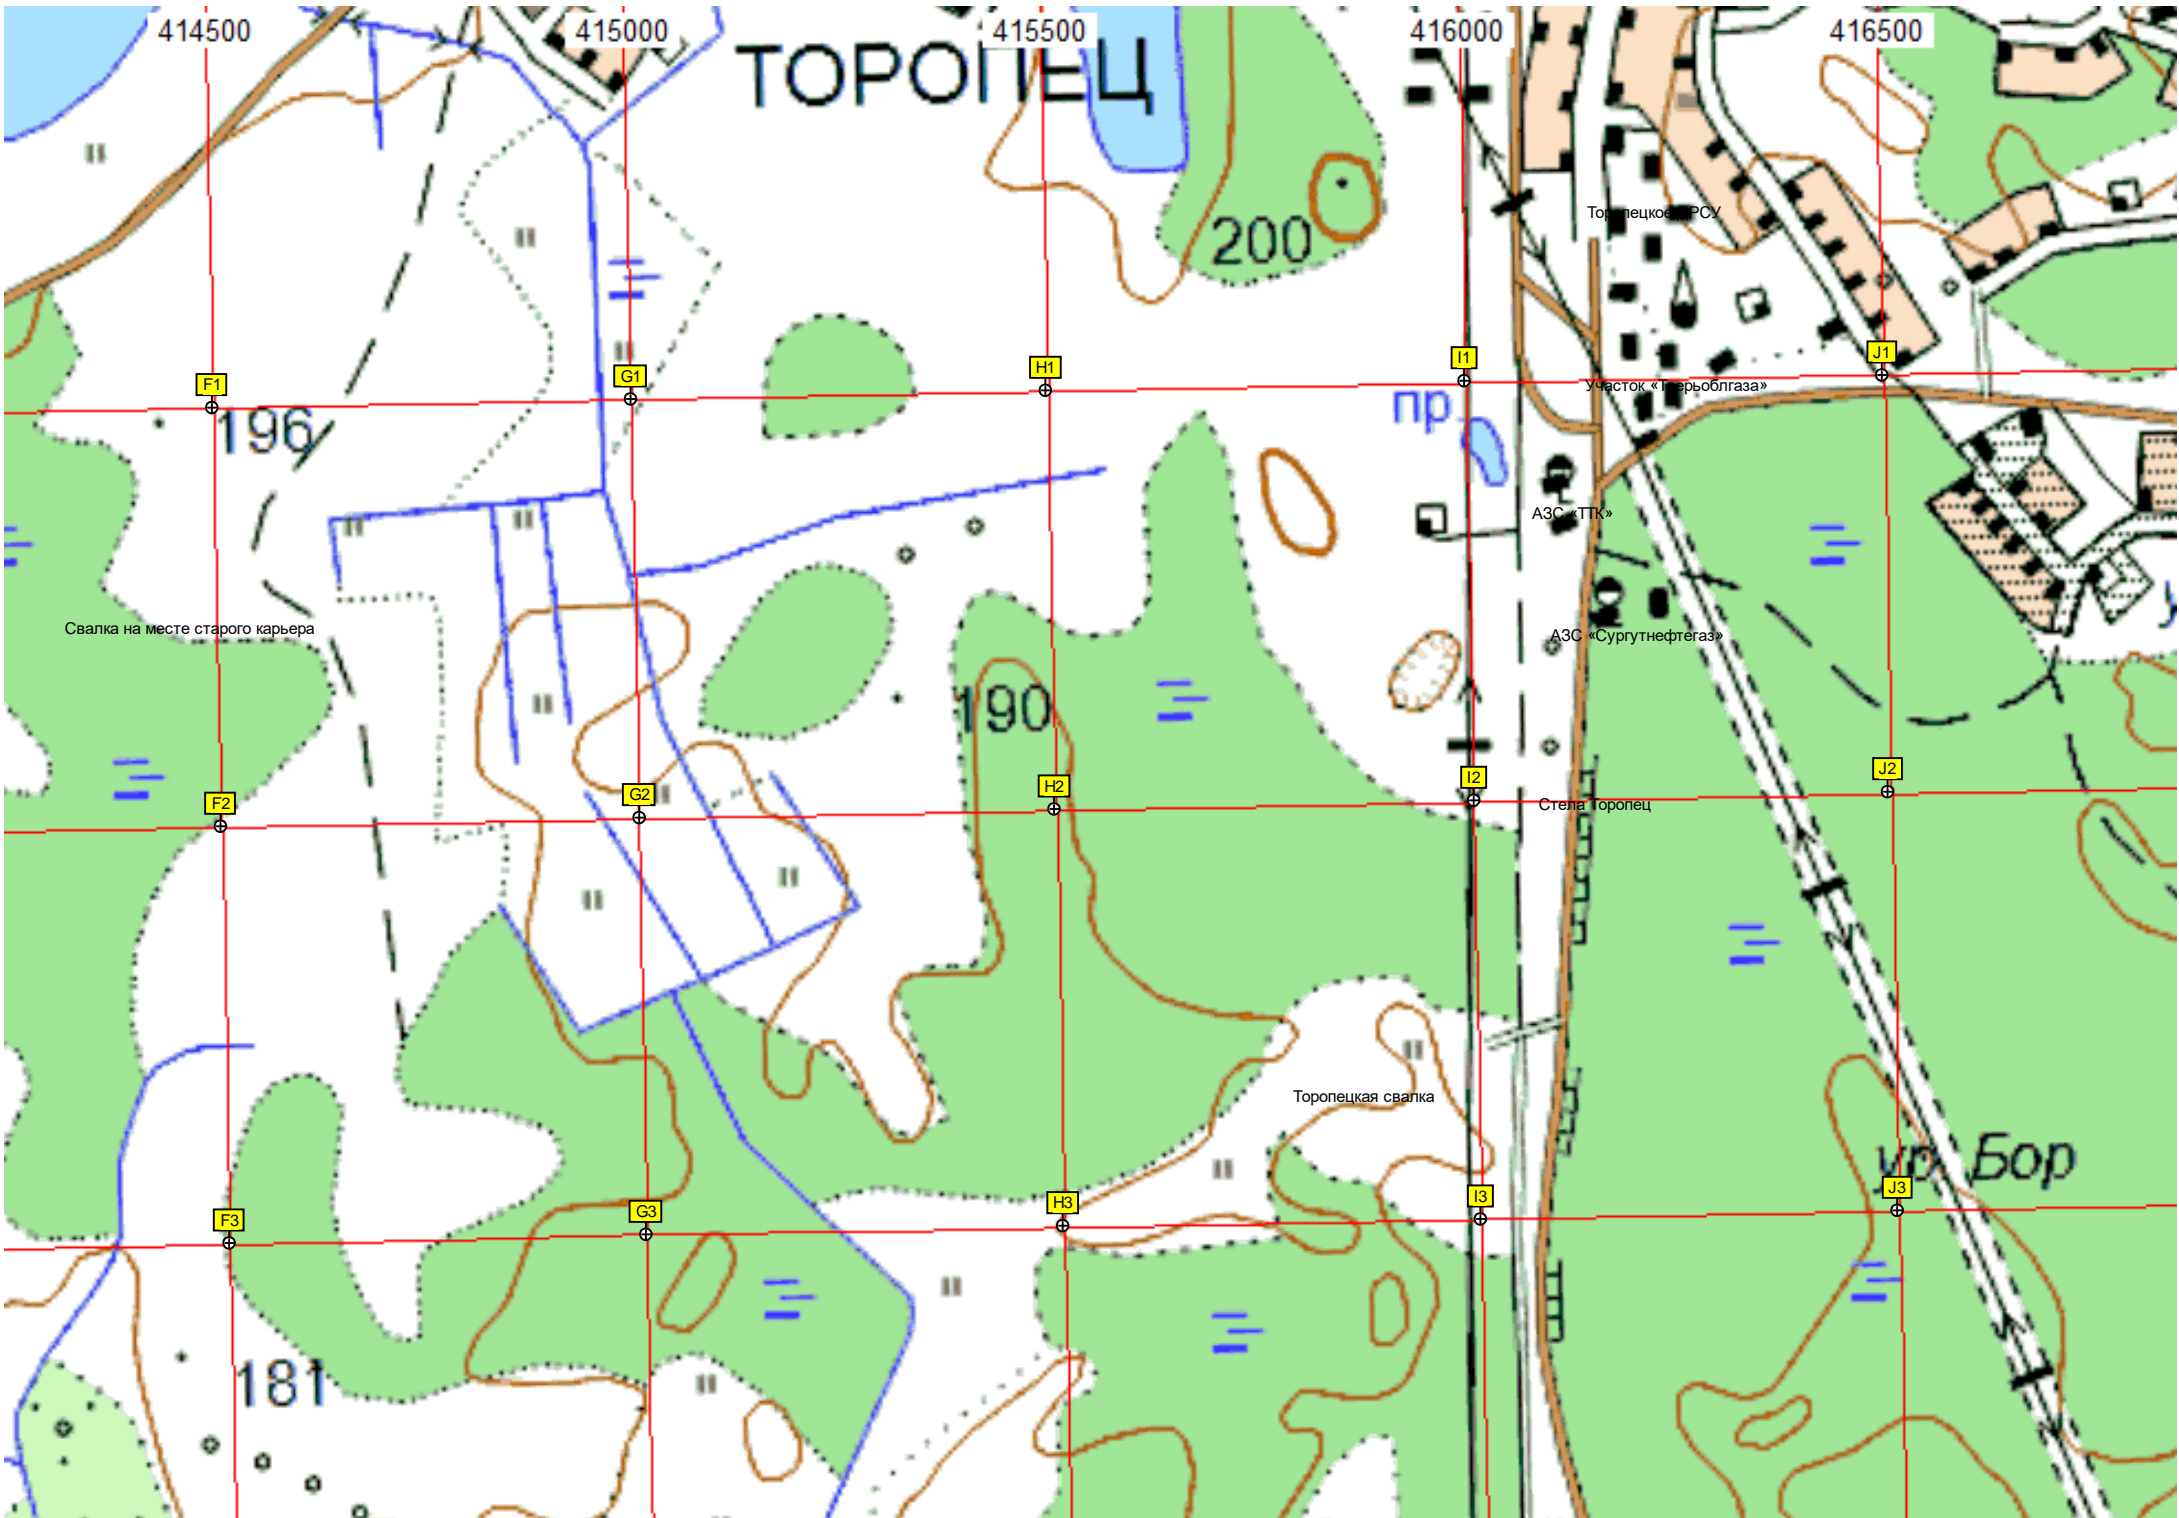 414500
415000
415500
416000
416500
ТОРОПЕЦ
200
Участок «Тверьоблгаза»
F1
G1
H1
I1
J1
196
пр
АЗС «ТТК»
Свалка на месте старого карьера
АЗС «Сургутнефтегаз»
190
F2
G2
H2
I2
J2
Стела Торопец
Торопецкая свалка
ур. Бор
F3
G3
H3
I3
J3
181